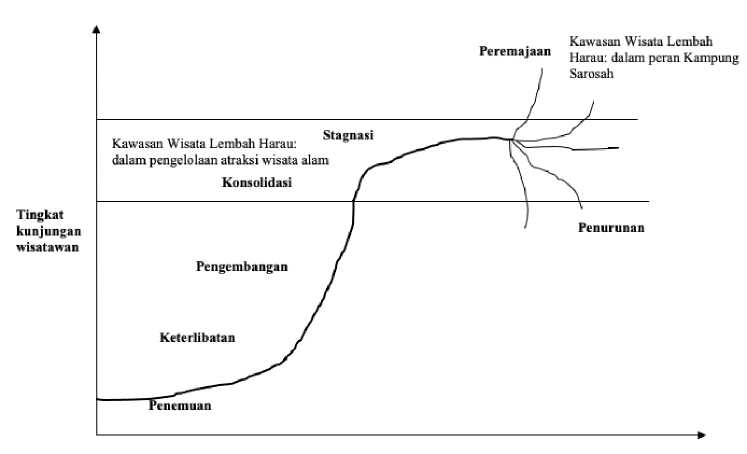 Peremajaan
Kawasan Wisata Lembah
Harau: dalam peran Kampung
Sarosah
Stagnasi
Kawasan Wisata Lembah Harau:
dalam pengelolaan atraksi wisata alam
Konsolidasi
Tingkat
kunjungan
wisatawan
Penurunan
Pengembangan
Keterlibatan
Penemuan